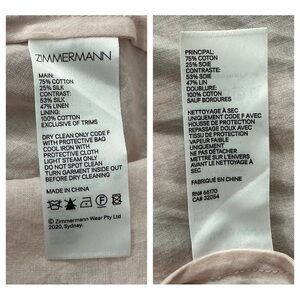 ZIMMERMANN
MAIN:
75% COTTON
25% SILK
CONTRAST:
53% SILK
47% LINEN
LINING:
100% COTTON
EXCLUSIVE OF TRIMS
DRY CLEAN ONLY CODE F
WITH PROTECTIVE BAG
COOL IRON WITH
PROTECTIVE CLOTH
LIGHT STEAM ONLY
DO NOT SPOT CLEAN
TURN GARMENT INSIDE OUT
BEFORE DRY CLEANING
MADE IN CHINA
© Zimmermann Wear Pty Ltd
2020, Sydney.
PRINCIPAL:
75% COTON
25% SOIE
CONTRASTE:
53% SOIE
47% LIN
DOUBLURE:
100% COTON
SAUF BORDURES
NETTOYAGE A SEC
UNIQUEMENT CODE F AVEC
HOUSSE DE PROTECTION
REPASSAGE DOUX AVEC
TISSU DE PROTECTION
VAPEUR FAIBLE
UNIQUEMENT
NE PAS DETACHER
METTRE A L'ENVERS
AVANT LE NETTOYAGE A
SEC
FABRIQUÉ EN CHINE
RN# 66170
CA# 32054